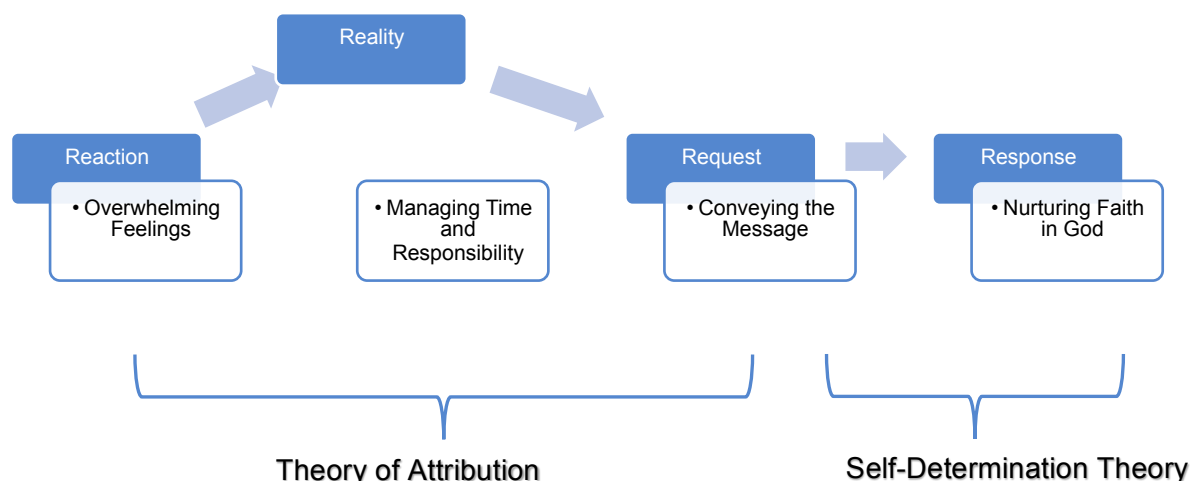 Reality
Reaction
• Overwhelming
Feelings
• Managing Time
and
Responsibility
Request
• Conveying the
Message
Response
• Nurturing Faith
in God
Theory of Attribution
Self-Determination Theory